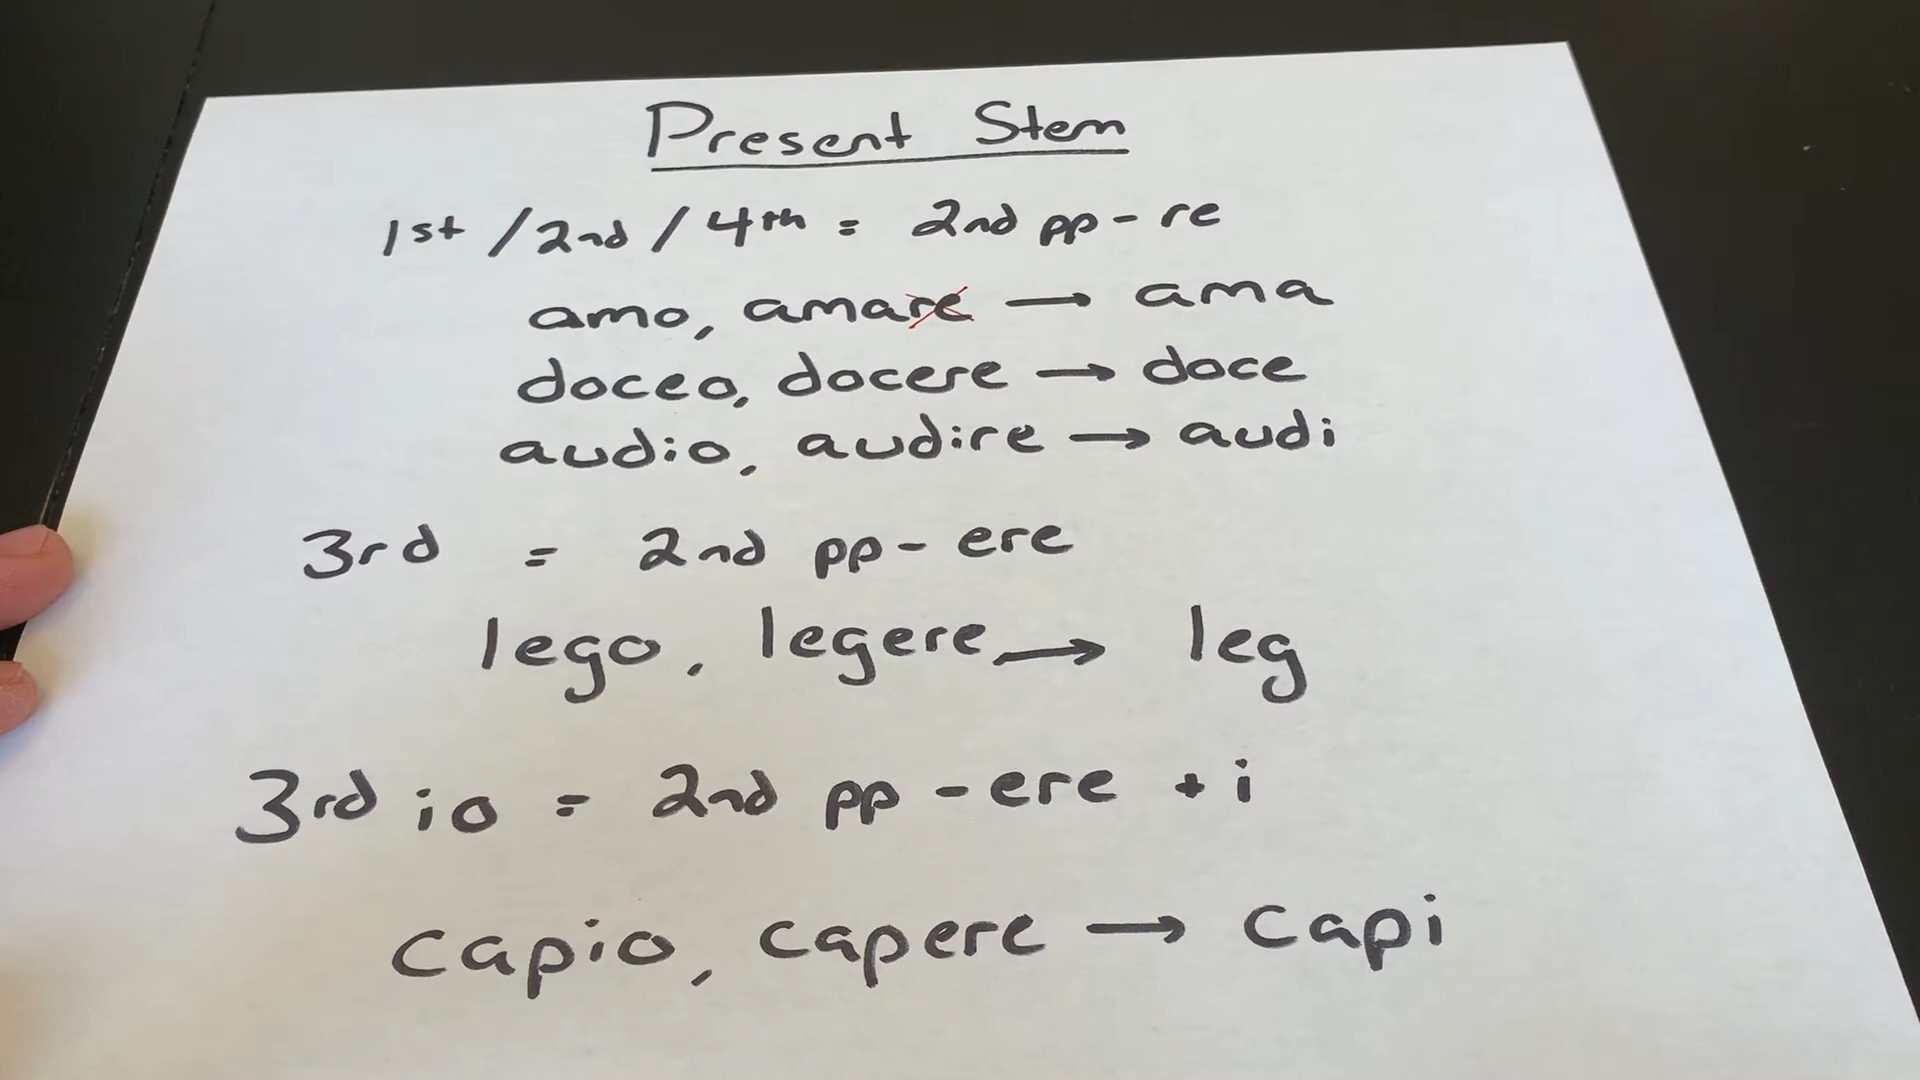 Present Stem
1st / 2nd / 4th = 2nd pp - re
amo, amare → ama
doceo, docere → doce
audio, audire → audi
3rd = 2nd pp - ere
lego, legere → leg
3rd io = 2nd pp - ere + i
capio, capere → capi